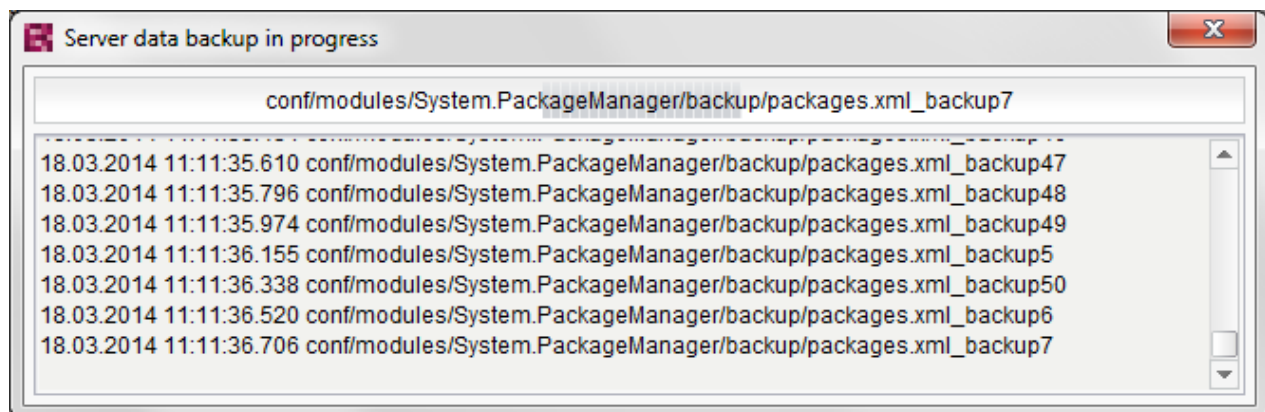 Server data backup in progress
conf/modules/System.PackageManager/backup/packages.xml_backup7
18.03.2014 11:11:35.610 conf/modules/System.PackageManager/backup/packages.xml_backup47
18.03.2014 11:11:35.796 conf/modules/System.PackageManager/backup/packages.xml_backup48
18.03.2014 11:11:35.974 conf/modules/System.PackageManager/backup/packages.xml_backup49
18.03.2014 11:11:36.155 conf/modules/System.PackageManager/backup/packages.xml_backup5
18.03.2014 11:11:36.338 conf/modules/System.PackageManager/backup/packages.xml_backup50
18.03.2014 11:11:36.520 conf/modules/System.PackageManager/backup/packages.xml_backup6
18.03.2014 11:11:36.706 conf/modules/System.PackageManager/backup/packages.xml_backup7